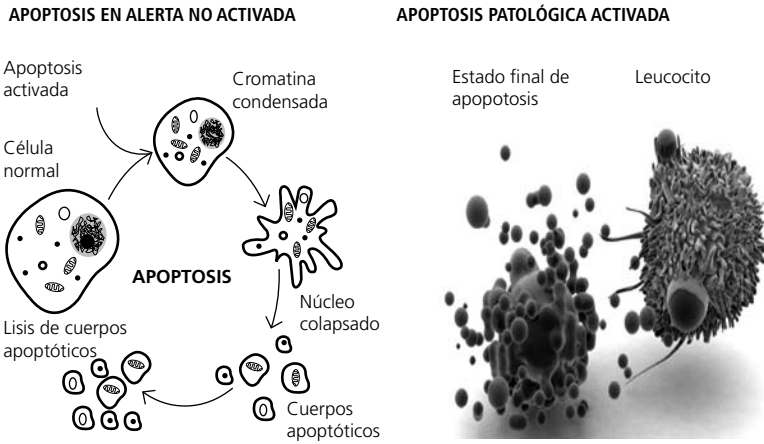 APOPTOSIS EN ALERTA NO ACTIVADA
Apoptosis
activada
Cromatina
condensada
Célula
normal
APOPTOSIS
Núcleo
colapsado
Lisis de cuerpos
apoptóticos
Cuerpos
apoptóticos
APOPTOSIS PATOLÓGICA ACTIVADA
Estado final de
apopotosis
Leucocito